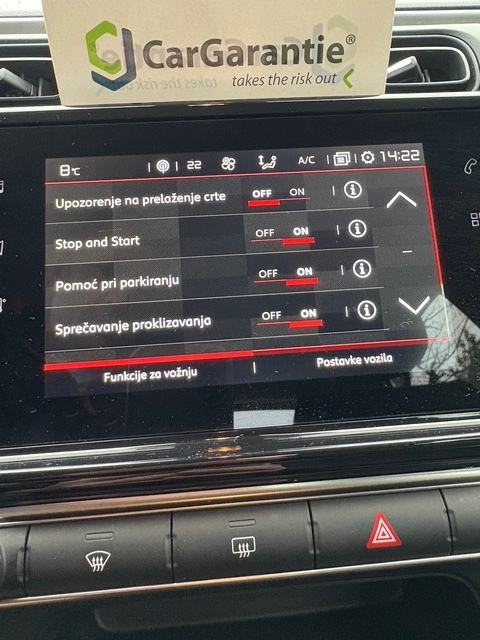 CarGarantie®
takes the risk out
8°C 22 A/C 14:22
Upozorenje na prelaženje crte OFF ON
Stop and Start OFF ON
Pomoć pri parkiranju OFF ON
Sprečavanje proklizavanja OFF ON
Funkcije za vožnju Postavke vozila